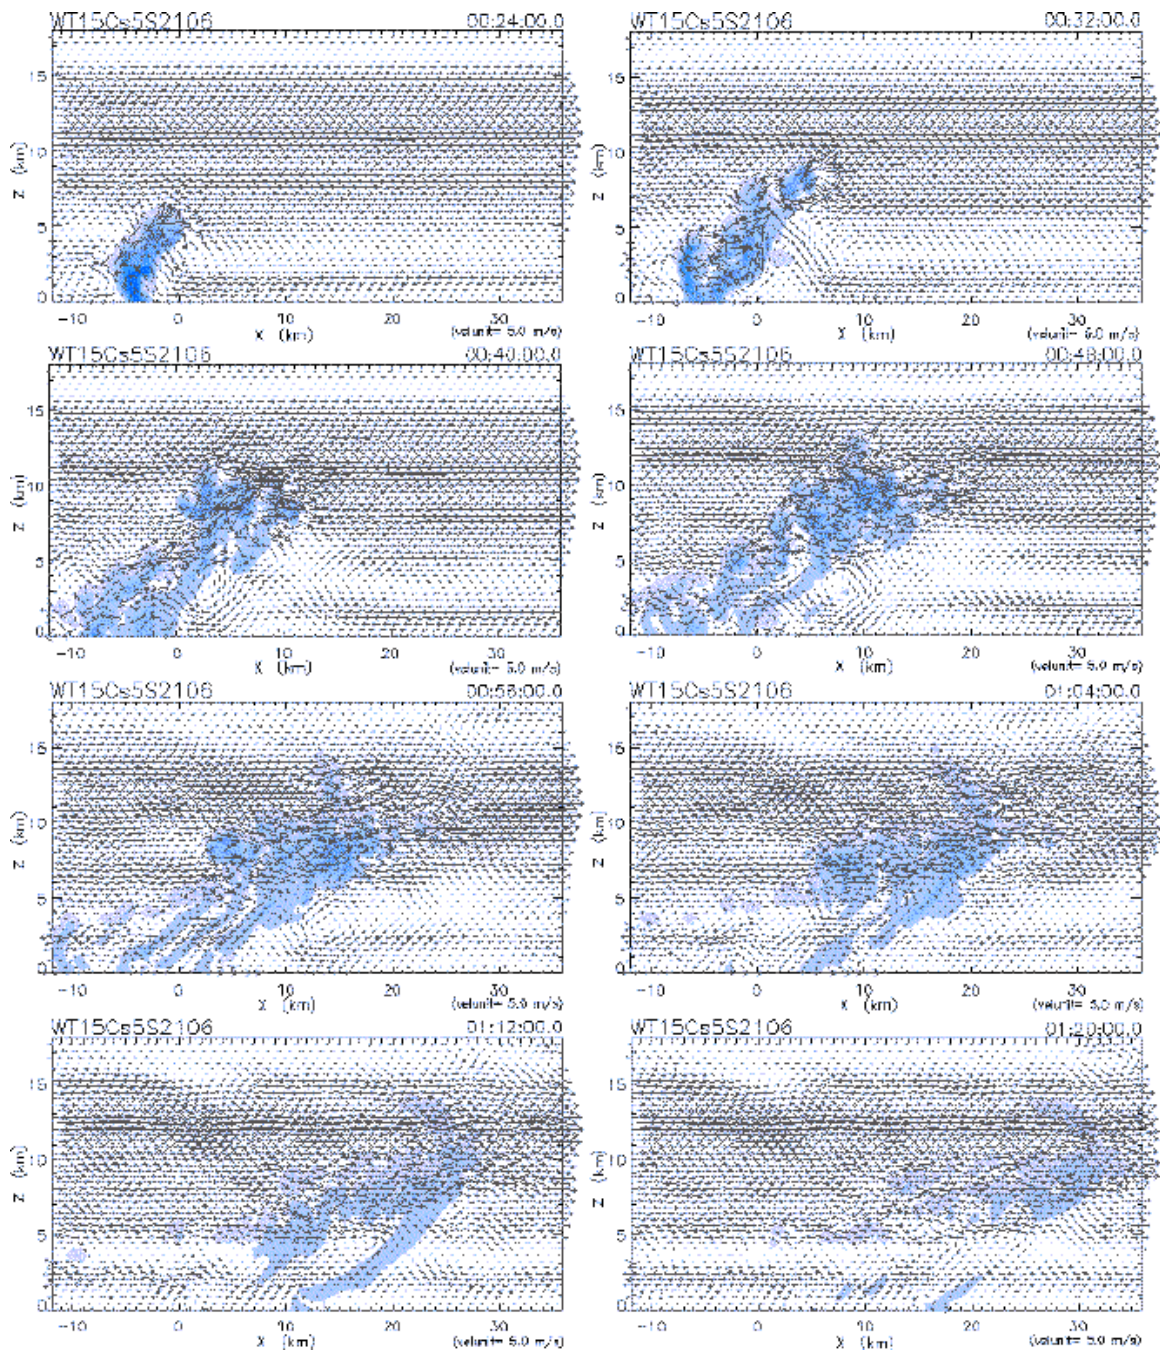 WT15Cs5S2106 00:24:00.0 WT15Cs5S2106 00:32:00.0
15
10
5
0
Z (km)
-10 0 10 20 30
X (km) (velunit= 5.0 m/s)
15
10
5
0
Z (km)
-10 0 10 20 30
X (km) (velunit= 5.0 m/s)
WT15Cs5S2106 00:40:00.0 WT15Cs5S2106 00:48:00.0
15
10
5
0
Z (km)
-10 0 10 20 30
X (km) (velunit= 5.0 m/s)
15
10
5
0
Z (km)
-10 0 10 20 30
X (km) (velunit= 5.0 m/s)
WT15Cs5S2106 00:56:00.0 WT15Cs5S2106 01:04:00.0
15
10
5
0
Z (km)
-10 0 10 20 30
X (km) (velunit= 5.0 m/s)
15
10
5
0
Z (km)
-10 0 10 20 30
X (km) (velunit= 5.0 m/s)
WT15Cs5S2106 01:12:00.0 WT15Cs5S2106 01:20:00.0
15
10
5
0
Z (km)
-10 0 10 20 30
X (km) (velunit= 5.0 m/s)
15
10
5
0
Z (km)
-10 0 10 20 30
X (km) (velunit= 5.0 m/s)